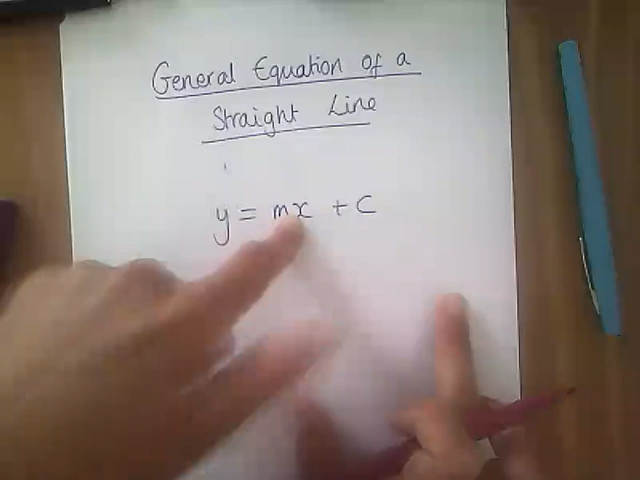 General Equation of a
Straight Line
y = mx + c